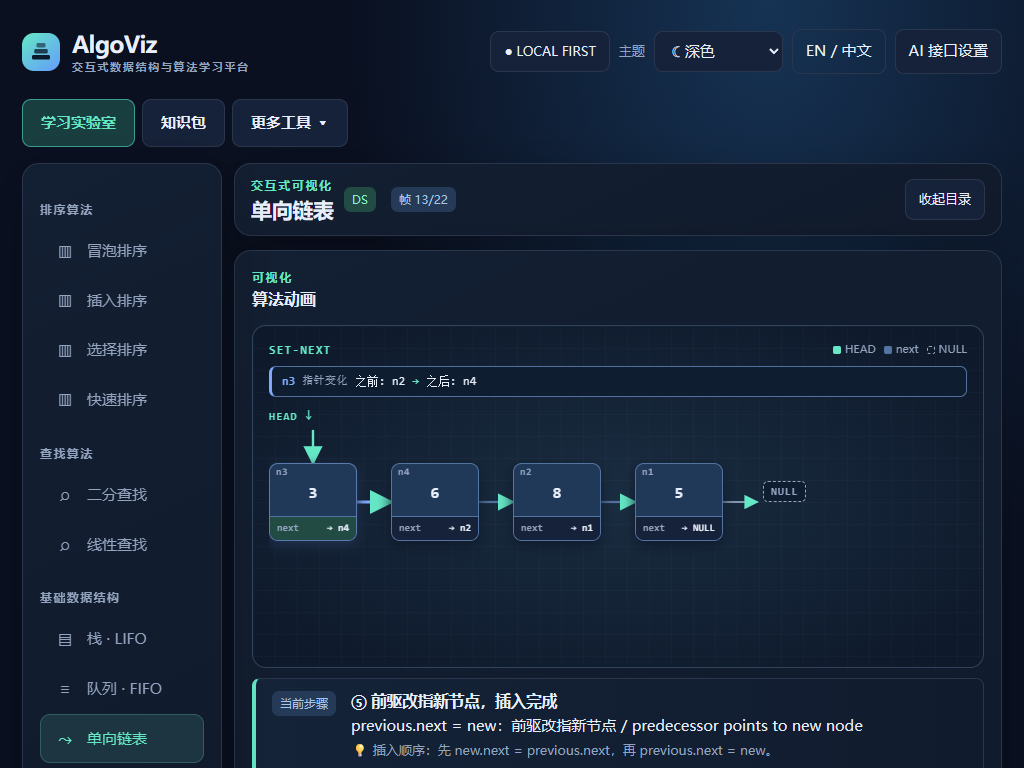 AlgoViz
交互式数据结构与算法学习平台
● LOCAL FIRST
主题
☾ 深色
EN / 中文
AI 接口设置
学习实验室
知识包
更多工具 ▾
排序算法
▥ 冒泡排序
▥ 插入排序
▥ 选择排序
▥ 快速排序
查找算法
⌕ 二分查找
⌕ 线性查找
基础数据结构
▤ 栈 · LIFO
≡ 队列 · FIFO
⤳ 单向链表
交互式可视化
单向链表
DS
帧 13/22
收起目录
可视化
算法动画
SET-NEXT
HEAD
next
NULL
n3 指针变化 之前: n2 → 之后: n4
HEAD ↓
n3
3
next → n4
n4
6
next → n2
n2
8
next → n1
n1
5
next → NULL
NULL
当前步骤
⑤ 前驱改指新节点，插入完成
previous.next = new：前驱改指新节点 / predecessor points to new node
💡 插入顺序：先 new.next = previous.next，再 previous.next = new。